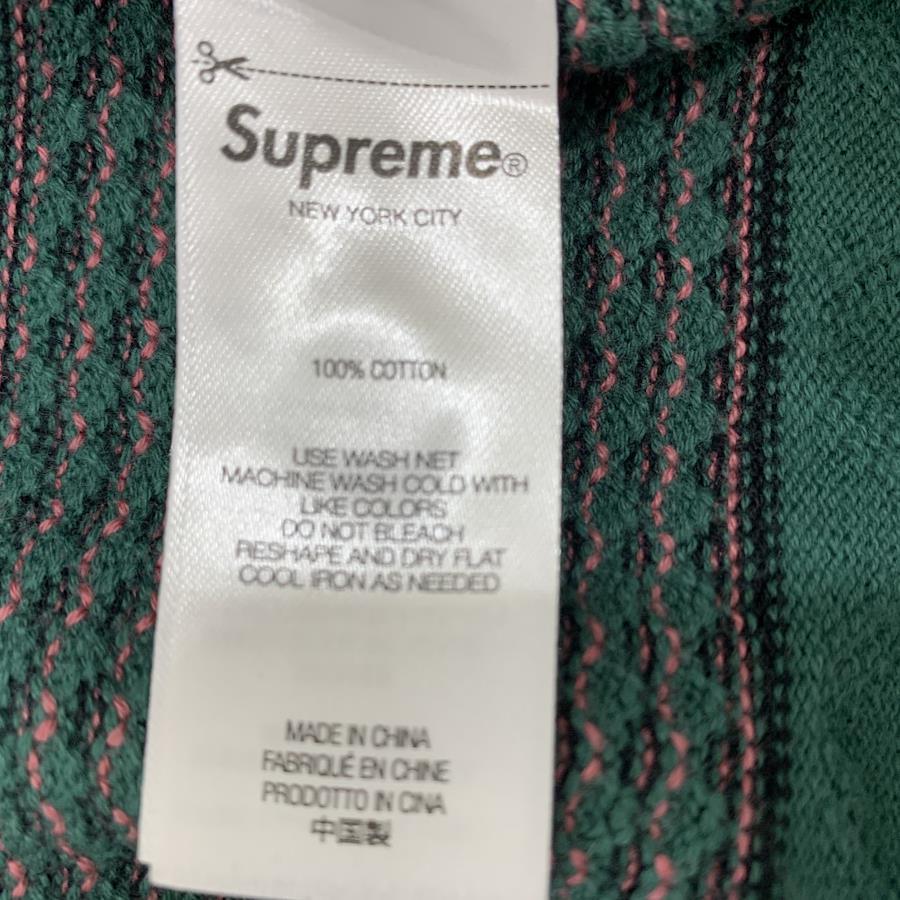 Supreme®
NEW YORK CITY
100% COTTON
USE WASH NET
MACHINE WASH COLD WITH
LIKE COLORS
DO NOT BLEACH
RESHAPE AND DRY FLAT
COOL IRON AS NEEDED
MADE IN CHINA
FABRIQUÉ EN CHINE
PRODOTTO IN CINA
中国製